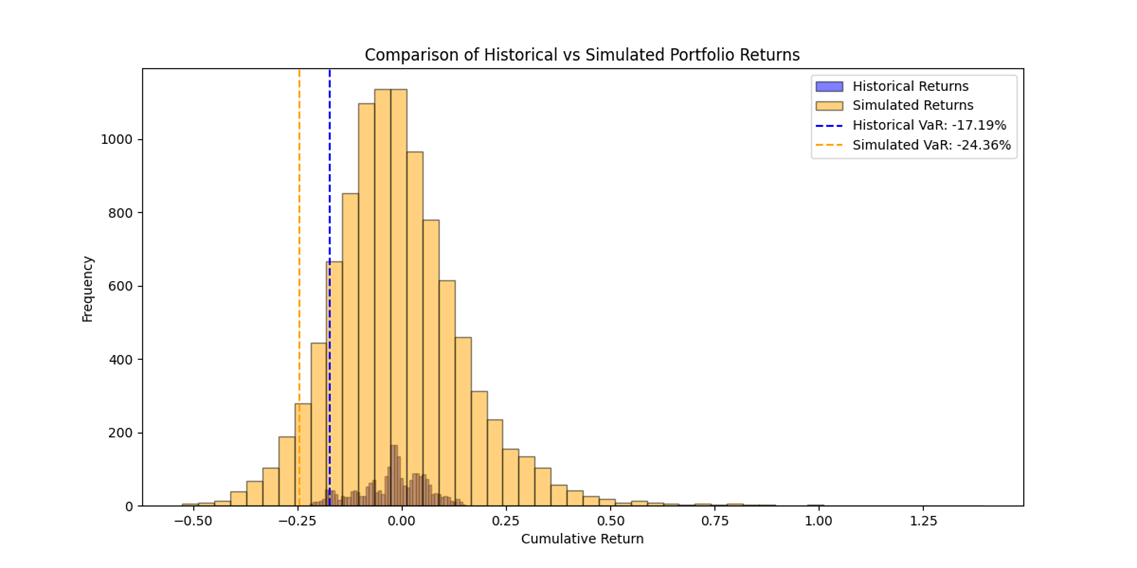 Comparison of Historical vs Simulated Portfolio Returns
Historical Returns
Simulated Returns
Historical VaR: -17.19%
Simulated VaR: -24.36%
1000
800
600
400
200
0
Frequency
−0.50 −0.25 0.00 0.25 0.50 0.75 1.00 1.25
Cumulative Return